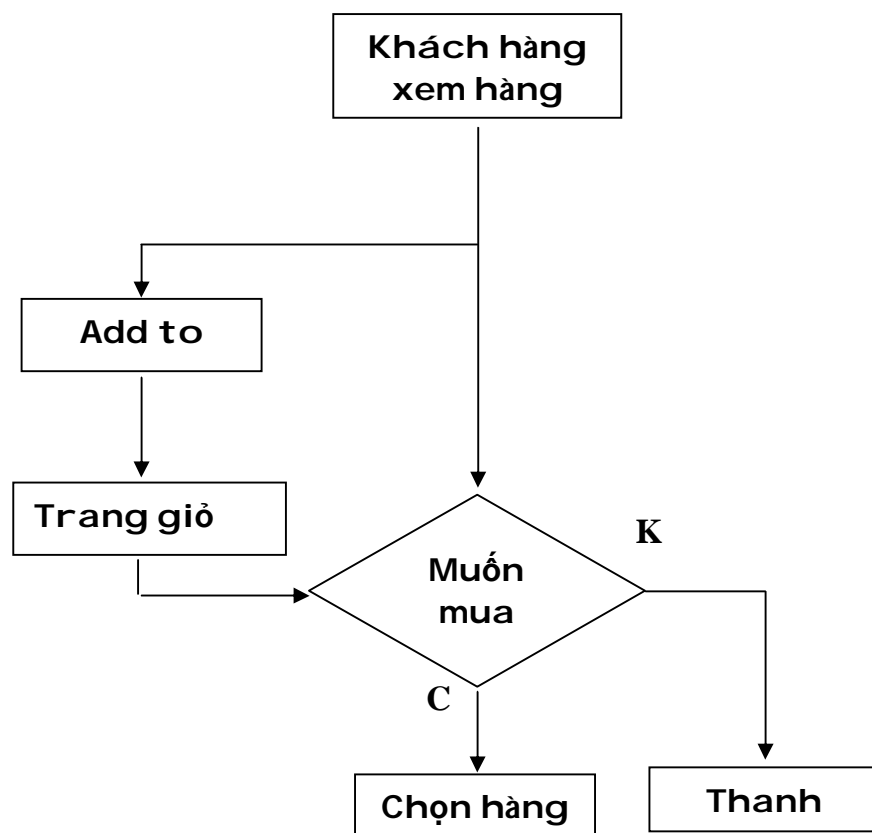 Khách hàng
xem hàng
Add to
Trang giỏ
K
Muốn
mua
C
Chọn hàng
Thanh